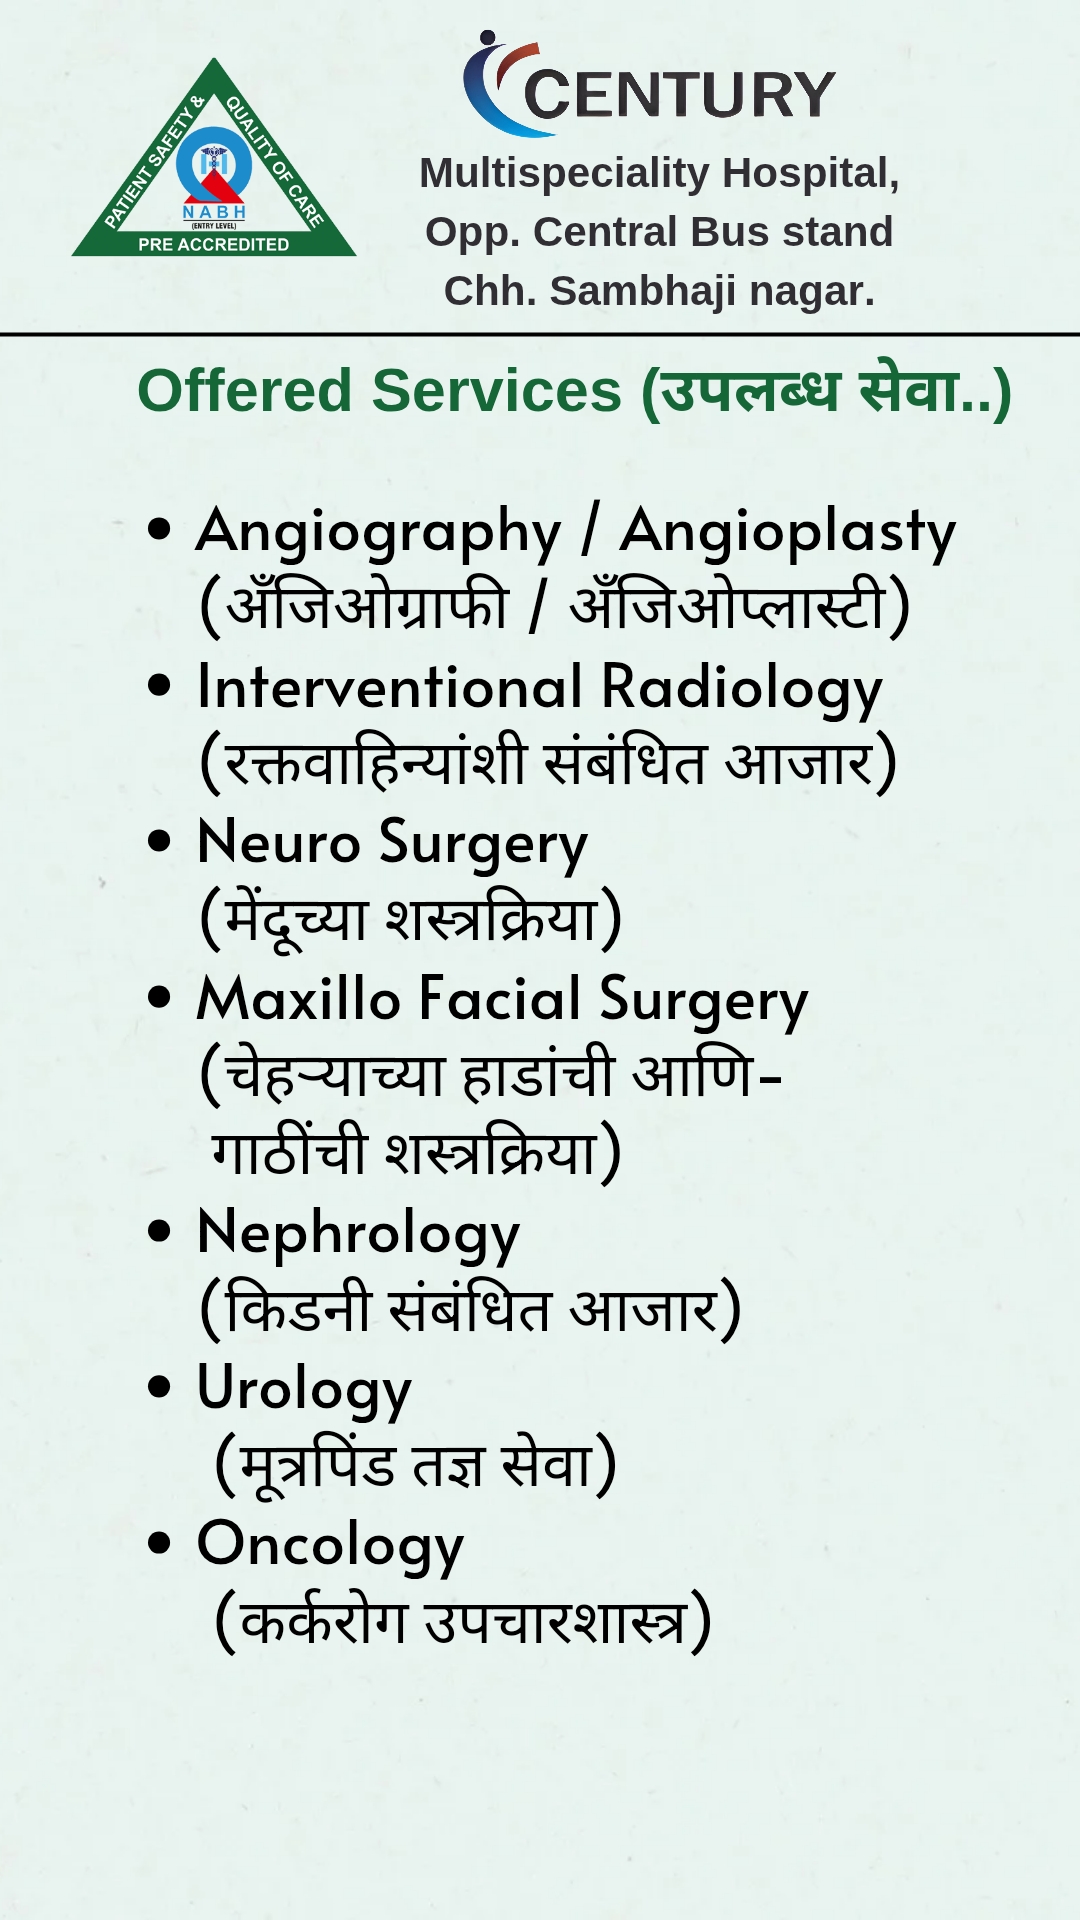 PATIENT SAFETY & QUALITY OF CARE
NABH
(ENTRY LEVEL)
PRE ACCREDITED
CENTURY
Multispeciality Hospital,
Opp. Central Bus stand
Chh. Sambhaji nagar.
Offered Services (उपलब्ध सेवा..)
• Angiography / Angioplasty
(अँजिओग्राफी / अँजिओप्लास्टी)
• Interventional Radiology
(रक्तवाहिन्यांशी संबंधित आजार)
• Neuro Surgery
(मेंदूच्या शस्त्रक्रिया)
• Maxillo Facial Surgery
(चेहऱ्याच्या हाडांची आणि-
गाठींची शस्त्रक्रिया)
• Nephrology
(किडनी संबंधित आजार)
• Urology
(मूत्रपिंड तज्ञ सेवा)
• Oncology
(कर्करोग उपचारशास्त्र)